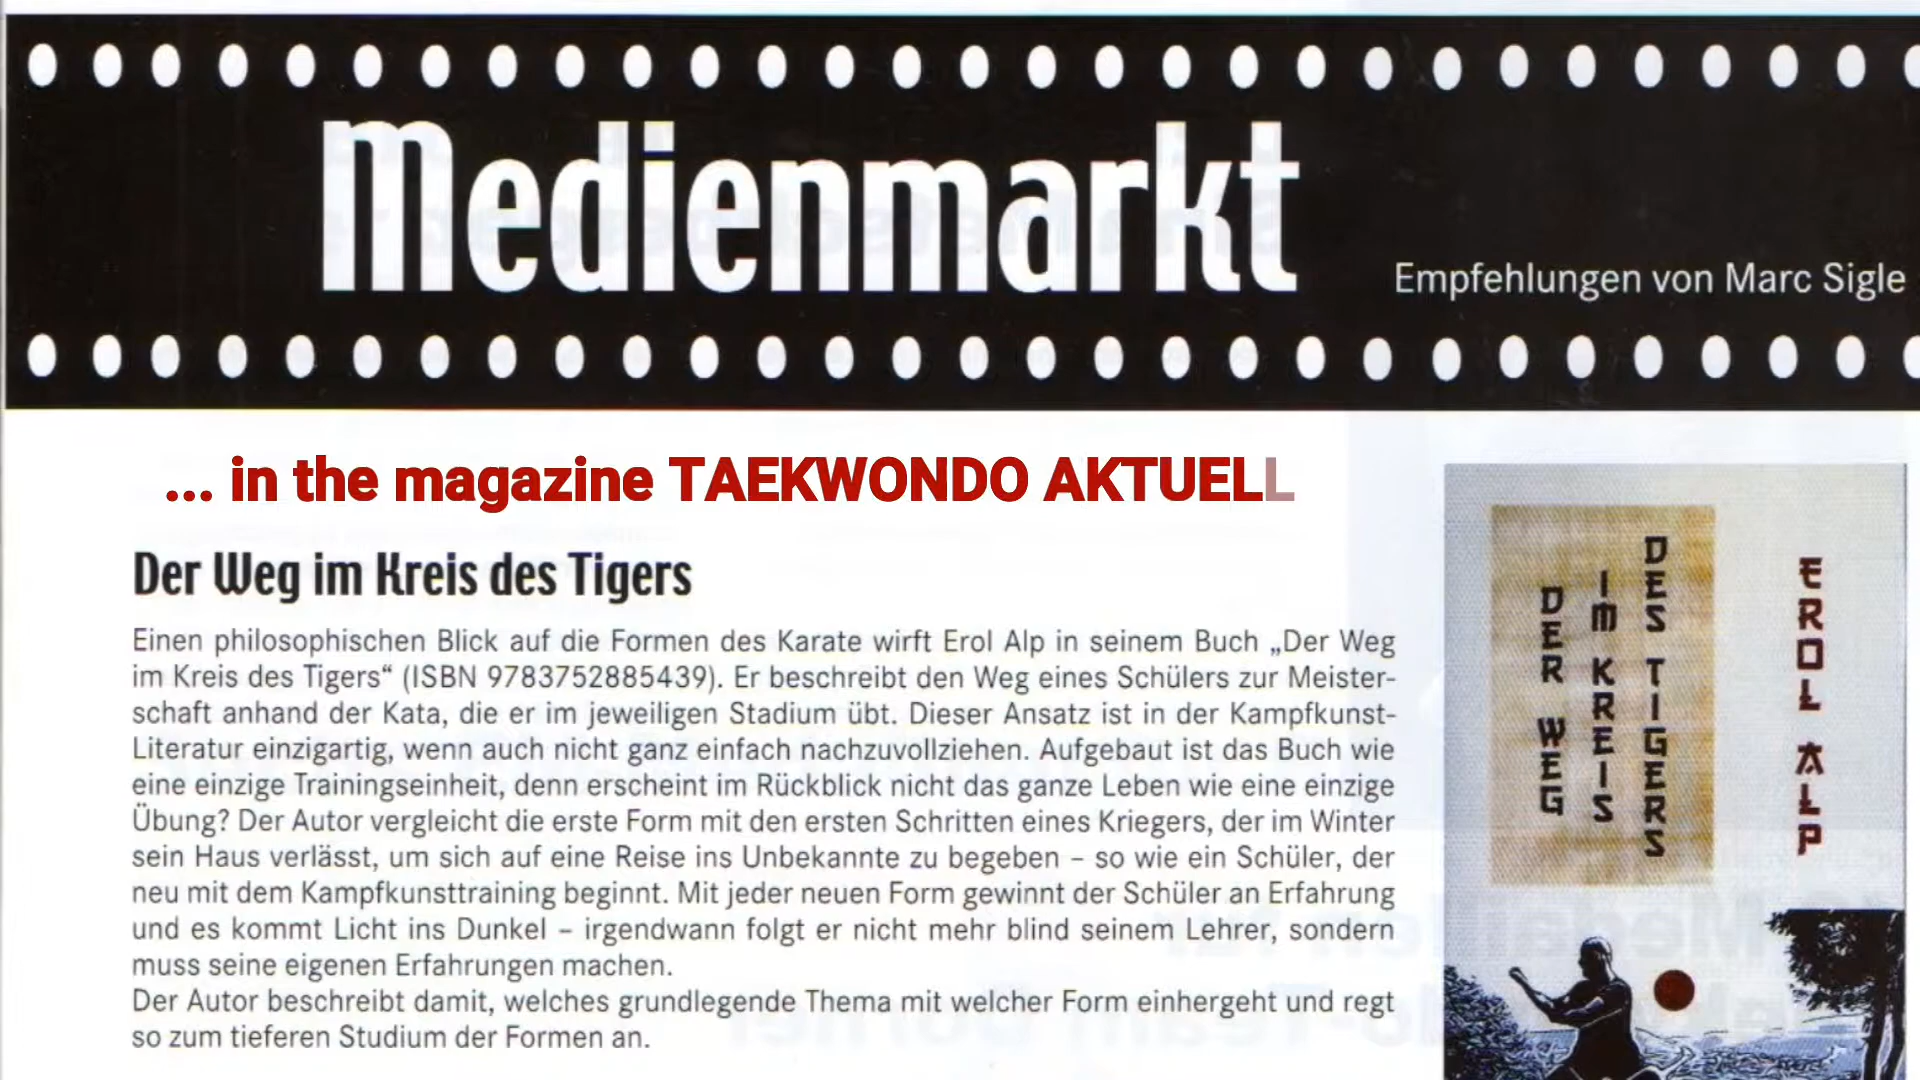 Medienmarkt
Empfehlungen von Marc Sigle
... in the magazine TAEKWONDO AKTUELL
Der Weg im Kreis des Tigers
Einen philosophischen Blick auf die Formen des Karate wirft Erol Alp in seinem Buch „Der Weg
im Kreis des Tigers“ (ISBN 9783752885439). Er beschreibt den Weg eines Schülers zur Meister-
schaft anhand der Kata, die er im jeweiligen Stadium übt. Dieser Ansatz ist in der Kampfkunst-
Literatur einzigartig, wenn auch nicht ganz einfach nachzuvollziehen. Aufgebaut ist das Buch wie
eine einzige Trainingseinheit, denn erscheint im Rückblick nicht das ganze Leben wie eine einzige
Übung? Der Autor vergleicht die erste Form mit den ersten Schritten eines Kriegers, der im Winter
sein Haus verlässt, um sich auf eine Reise ins Unbekannte zu begeben – so wie ein Schüler, der
neu mit dem Kampfkunsttraining beginnt. Mit jeder neuen Form gewinnt der Schüler an Erfahrung
und es kommt Licht ins Dunkel – irgendwann folgt er nicht mehr blind seinem Lehrer, sondern
muss seine eigenen Erfahrungen machen.
Der Autor beschreibt damit, welches grundlegende Thema mit welcher Form einhergeht und regt
so zum tieferen Studium der Formen an.
DER WEG
IM KREIS
DES TIGERS
EROL ALP